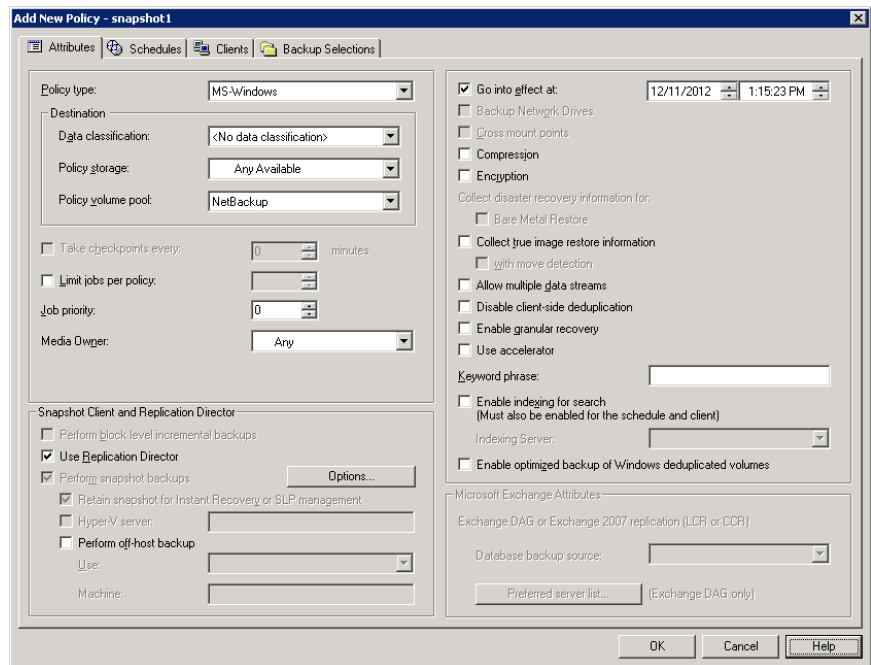 Add New Policy - snapshot1
Attributes Schedules Clients Backup Selections
Policy type: MS-Windows
Destination
Data classification: <No data classification>
Policy storage: Any Available
Policy volume pool: NetBackup
Take checkpoints every: 0 minutes
Limit jobs per policy:
Job priority: 0
Media Owner: Any
Snapshot Client and Replication Director
Perform block level incremental backups
Use Replication Director
Perform snapshot backups Options...
Retain snapshot for Instant Recovery or SLP management
Hyper-V server:
Perform off-host backup
Use:
Machine:
Go into effect at: 12/11/2012 1:15:23 PM
Backup Network Drives
Cross mount points
Compression
Encryption
Collect disaster recovery information for:
Bare Metal Restore
Collect true image restore information
with move detection
Allow multiple data streams
Disable client-side deduplication
Enable granular recovery
Use accelerator
Keyword phrase:
Enable indexing for search
(Must also be enabled for the schedule and client)
Indexing Server:
Enable optimized backup of Windows deduplicated volumes
Microsoft Exchange Attributes
Exchange DAG or Exchange 2007 replication (LCR or CCR)
Database backup source:
Preferred server list... (Exchange DAG only)
OK Cancel Help